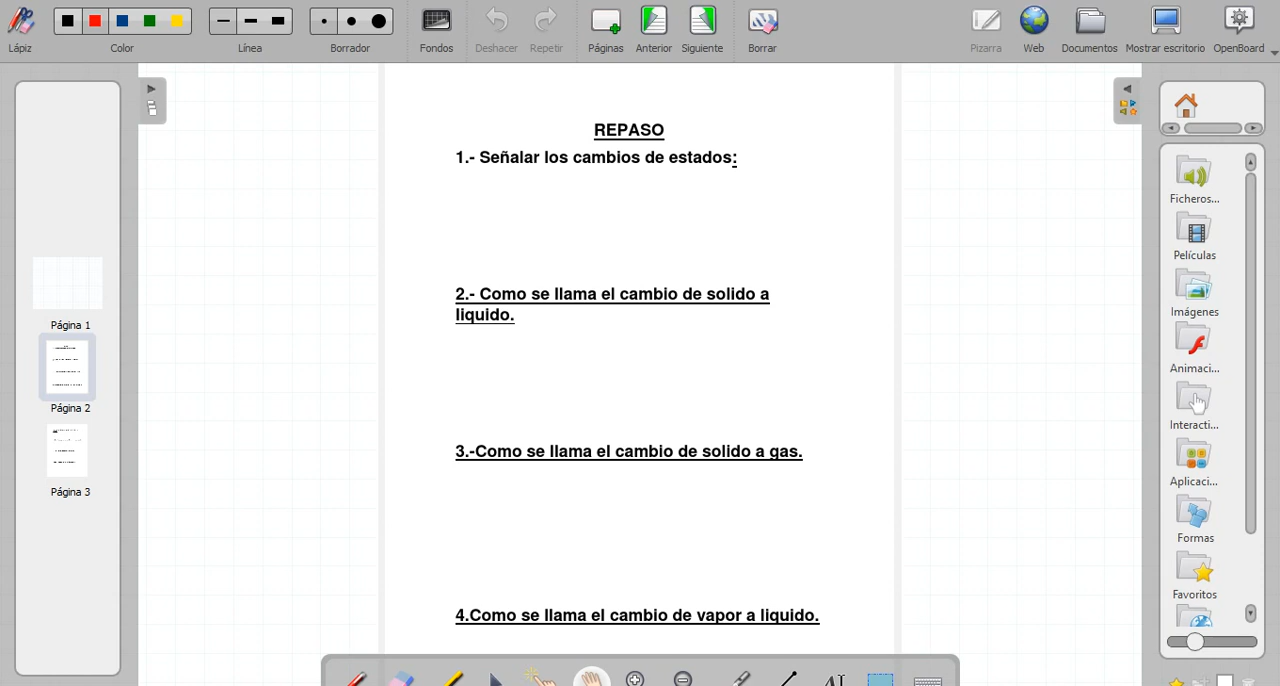 Lápiz
Color
Línea
Borrador
Fondos
Deshacer
Repetir
Páginas
Anterior
Siguiente
Borrar
Pizarra
Web
Documentos
Mostrar escritorio
OpenBoard
REPASO
1.- Señalar los cambios de estados:
2.- Como se llama el cambio de solido a
liquido.
3.-Como se llama el cambio de solido a gas.
4.Como se llama el cambio de vapor a liquido.
Página 1
Página 2
Página 3
Ficheros...
Películas
Imágenes
Animaci...
Interacti...
Aplicaci...
Formas
Favoritos